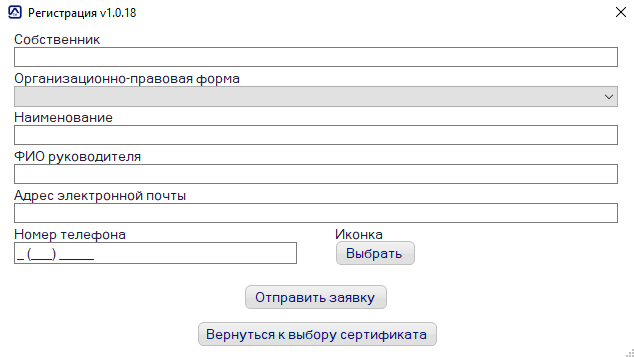 Регистрация v1.0.18
Собственник
Организационно-правовая форма
Наименование
ФИО руководителя
Адрес электронной почты
Номер телефона Иконка
_ (___) _____ Выбрать
Отправить заявку
Вернуться к выбору сертификата